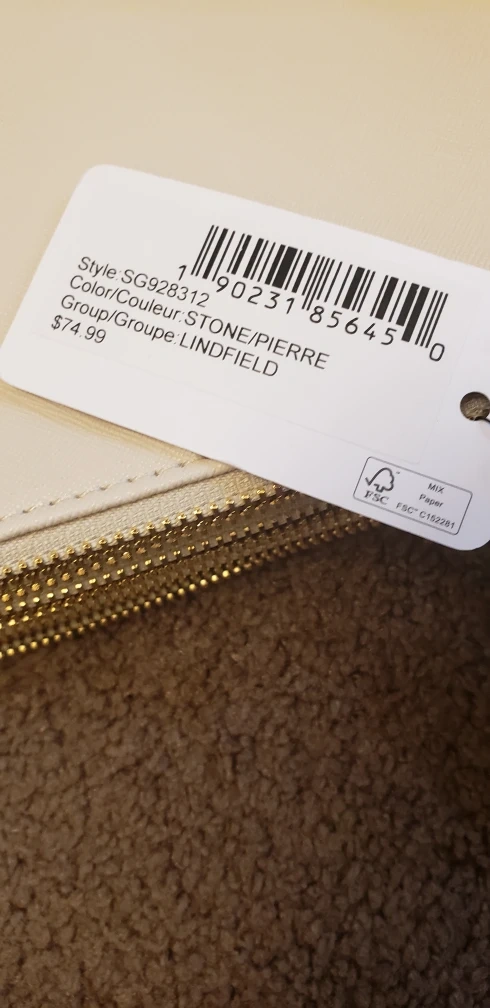 1 90231 85645 0
Style:SG928312
Color/Couleur:STONE/PIERRE
Group/Groupe:LINDFIELD
$74.99
FSC
MIX
Paper
FSC™ C152281